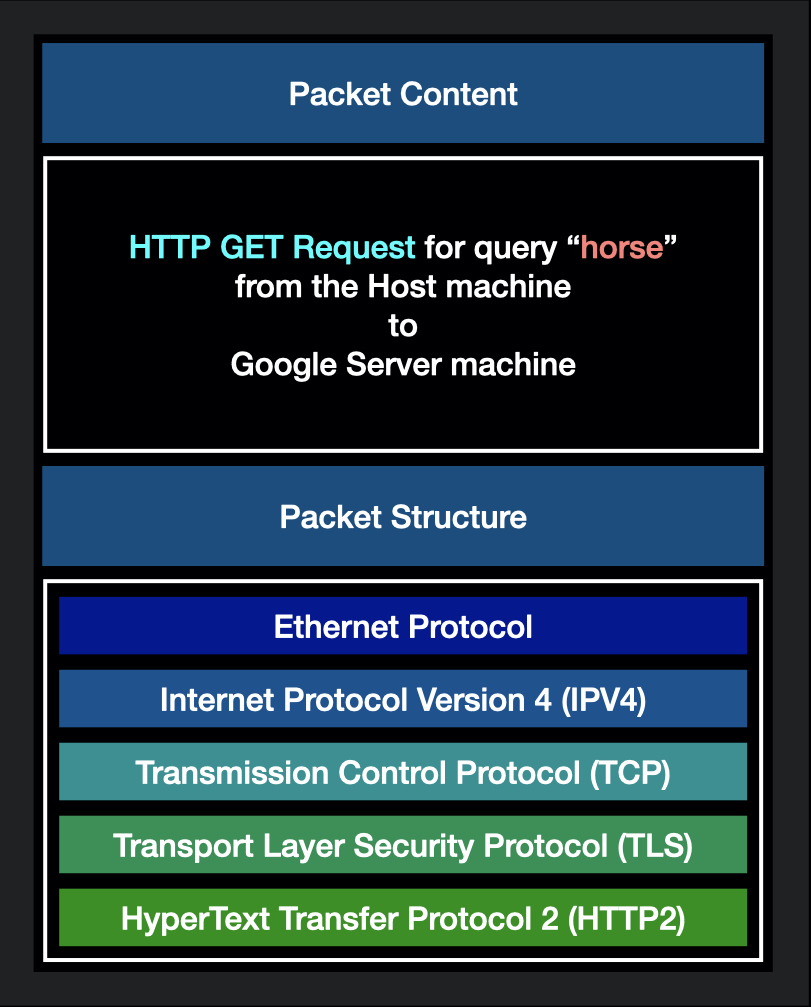 Packet Content
HTTP GET Request for query “horse”
from the Host machine
to
Google Server machine
Packet Structure
Ethernet Protocol
Internet Protocol Version 4 (IPV4)
Transmission Control Protocol (TCP)
Transport Layer Security Protocol (TLS)
HyperText Transfer Protocol 2 (HTTP2)